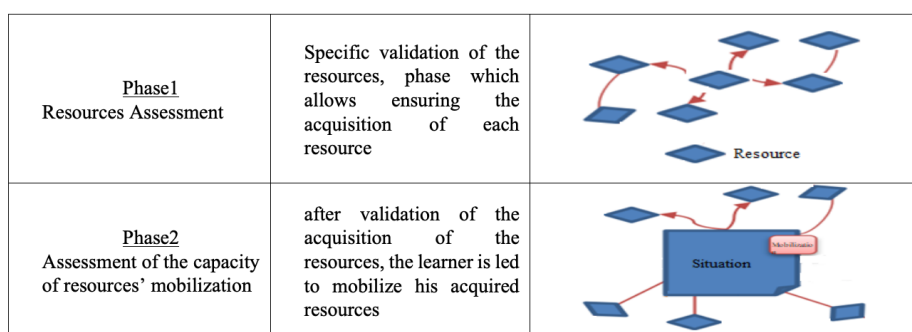 Phase1
Resources Assessment
Specific validation of the
resources, phase which
allows ensuring the
acquisition of each
resource
Resource
Phase2
Assessment of the capacity
of resources' mobilization
after validation of the
acquisition of the
resources, the learner is led
to mobilize his acquired
resources
Situation